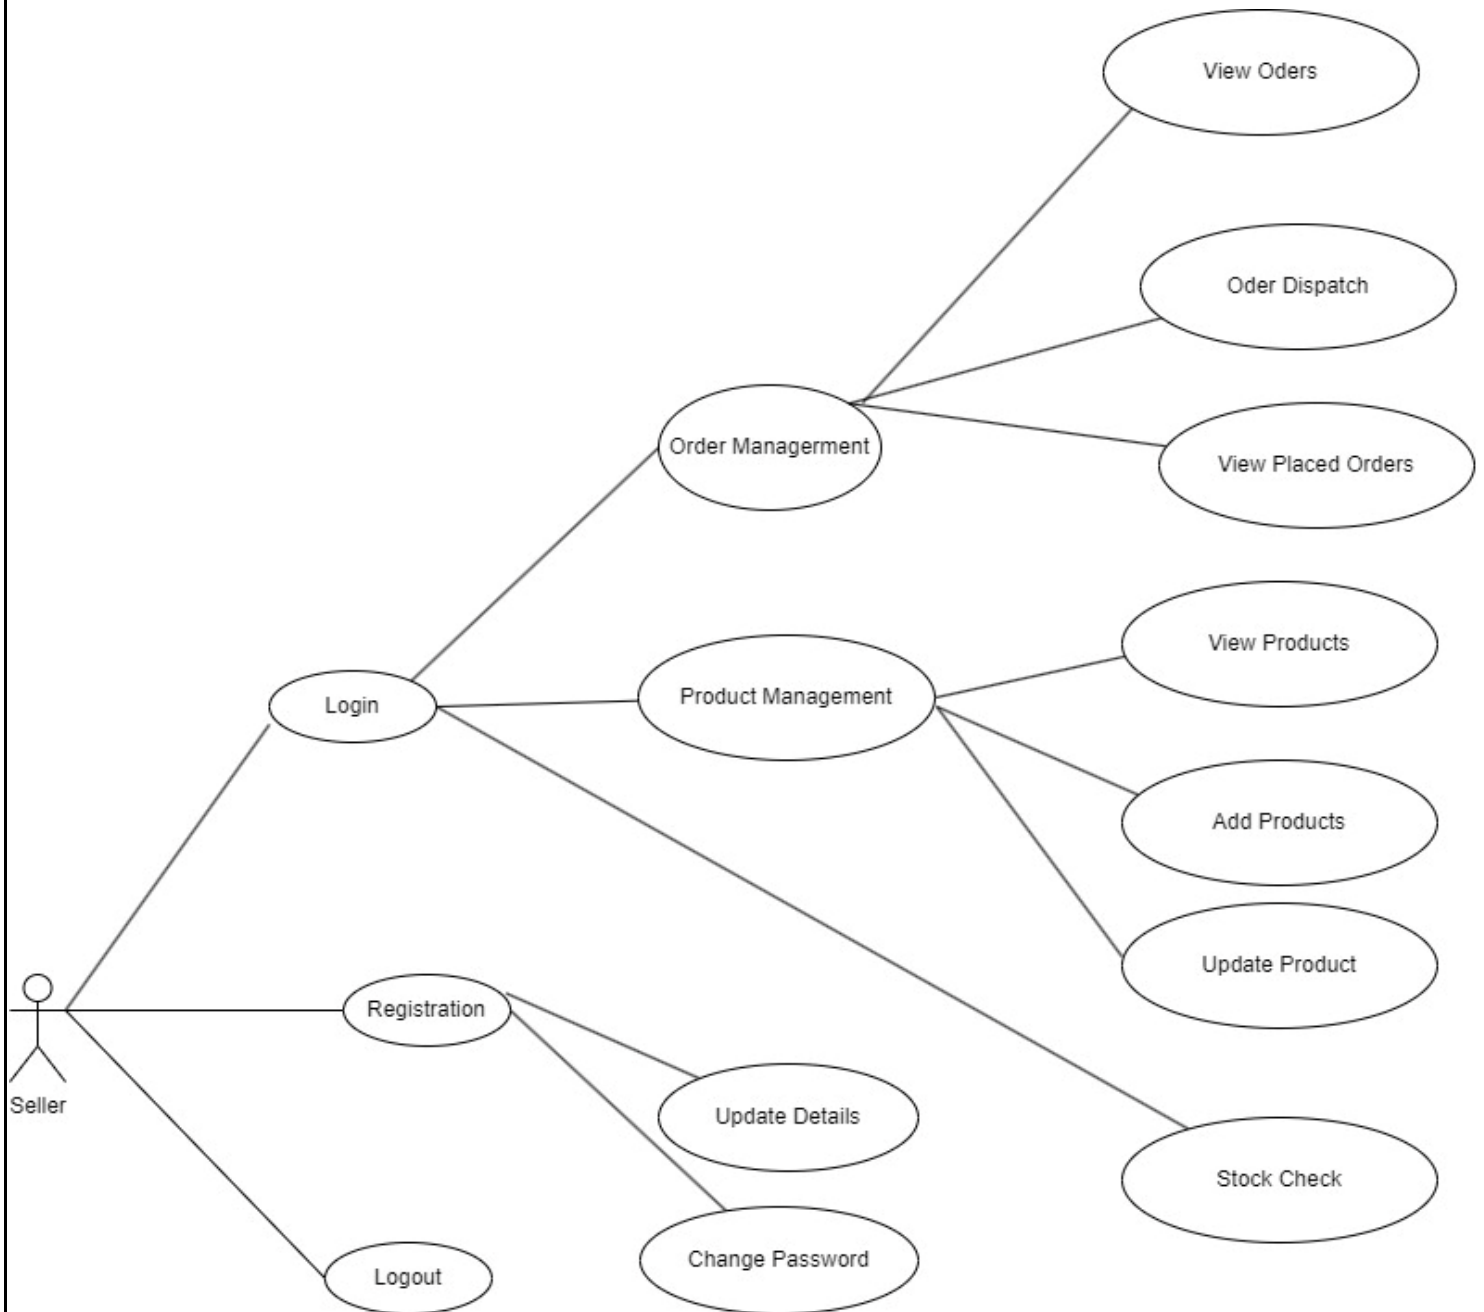 View Oders
Oder Dispatch
Order Managerment
View Placed Orders
View Products
Product Management
Login
Add Products
Update Product
Registration
Seller
Update Details
Stock Check
Change Password
Logout